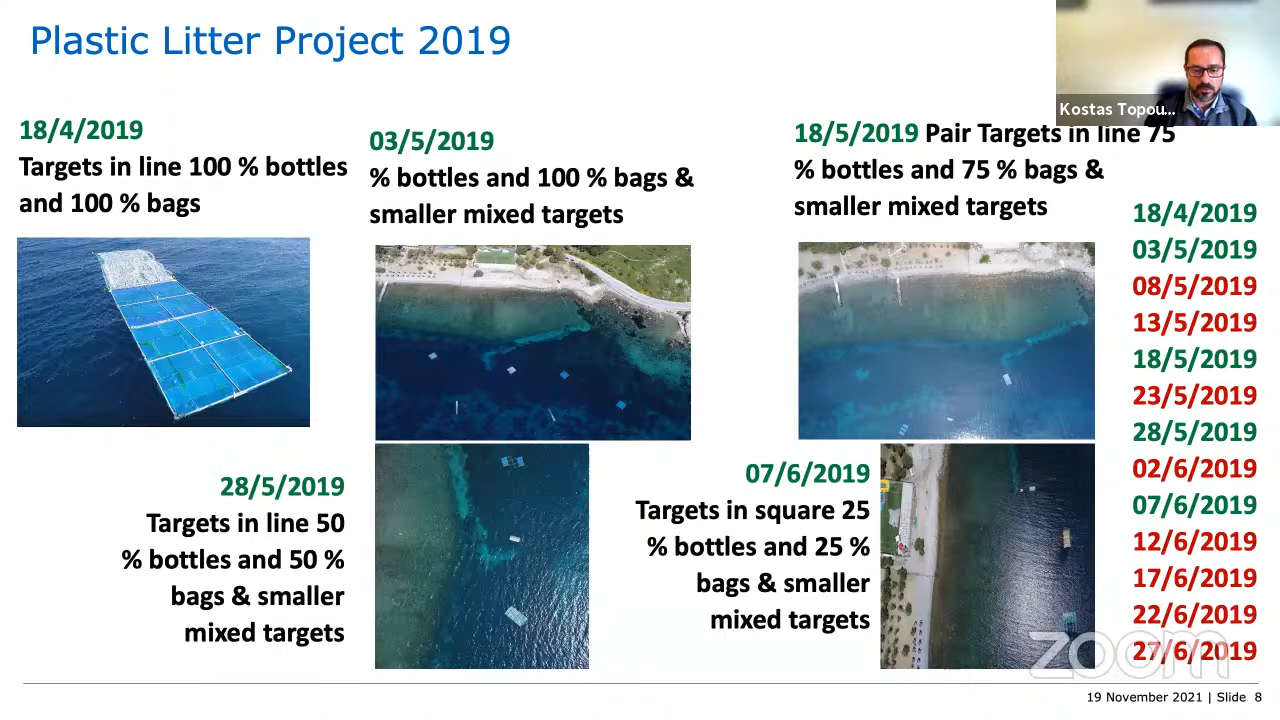 Plastic Litter Project 2019
Kostas Topou...
18/4/2019
Targets in line 100 % bottles
and 100 % bags
03/5/2019
% bottles and 100 % bags &
smaller mixed targets
18/5/2019 Pair Targets in line 75
% bottles and 75 % bags &
smaller mixed targets
28/5/2019
Targets in line 50
% bottles and 50 %
bags & smaller
mixed targets
07/6/2019
Targets in square 25
% bottles and 25 %
bags & smaller
mixed targets
18/4/2019
03/5/2019
08/5/2019
13/5/2019
18/5/2019
23/5/2019
28/5/2019
02/6/2019
07/6/2019
12/6/2019
17/6/2019
22/6/2019
27/6/2019
zoom
19 November 2021 | Slide 8